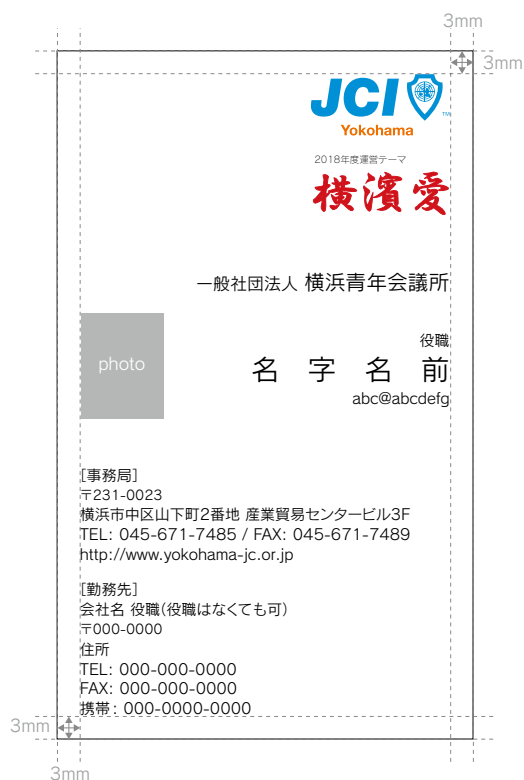 3mm
3mm
JCI
TM
Yokohama
2018年度運営テーマ
横濱愛
一般社団法人 横浜青年会議所
photo
役職
名 字 名 前
abc@abcdefg
[事務局]
〒231-0023
横浜市中区山下町2番地 産業貿易センタービル3F
TEL: 045-671-7485 / FAX: 045-671-7489
http://www.yokohama-jc.or.jp
[勤務先]
会社名 役職(役職はなくても可)
〒000-0000
住所
TEL: 000-000-0000
FAX: 000-000-0000
携帯: 000-0000-0000
3mm
3mm